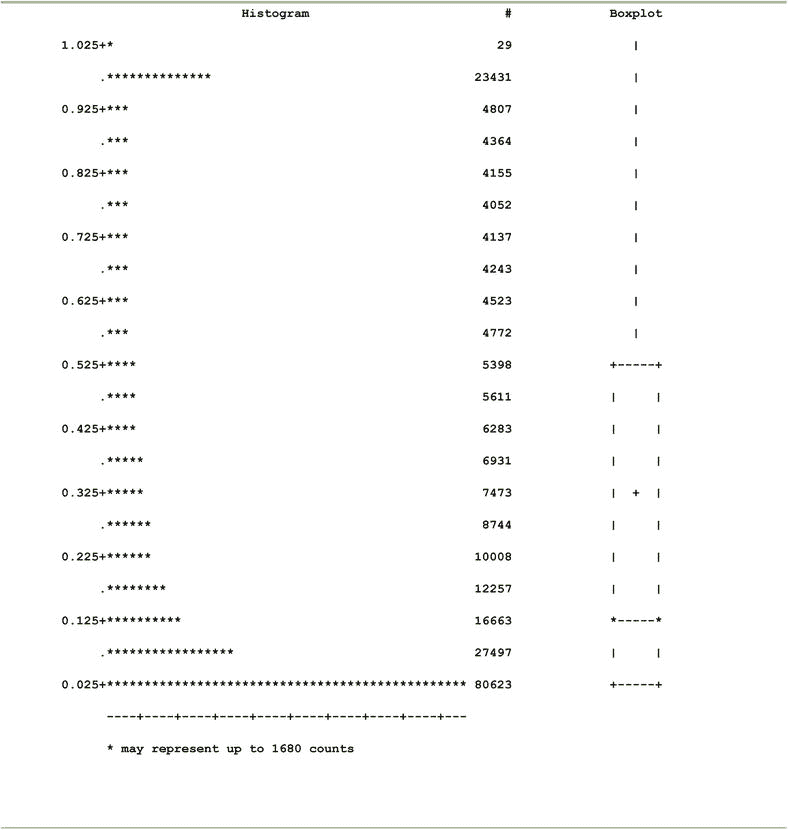 Histogram # Boxplot
1.025+* 29 |
.************** 23431 |
0.925+*** 4807 |
.*** 4364 |
0.825+*** 4155 |
.*** 4052 |
0.725+*** 4137 |
.*** 4243 |
0.625+*** 4523 |
.*** 4772 |
0.525+**** 5398 +-----+
.**** 5611 | |
0.425+**** 6283 | |
.***** 6931 | |
0.325+***** 7473 | + |
.****** 8744 | |
0.225+****** 10008 | |
.******** 12257 | |
0.125+********** 16663 *-----*
.***************** 27497 | |
0.025+************************************************ 80623 +-----+
----+----+----+----+----+----+----+----+----+---
* may represent up to 1680 counts